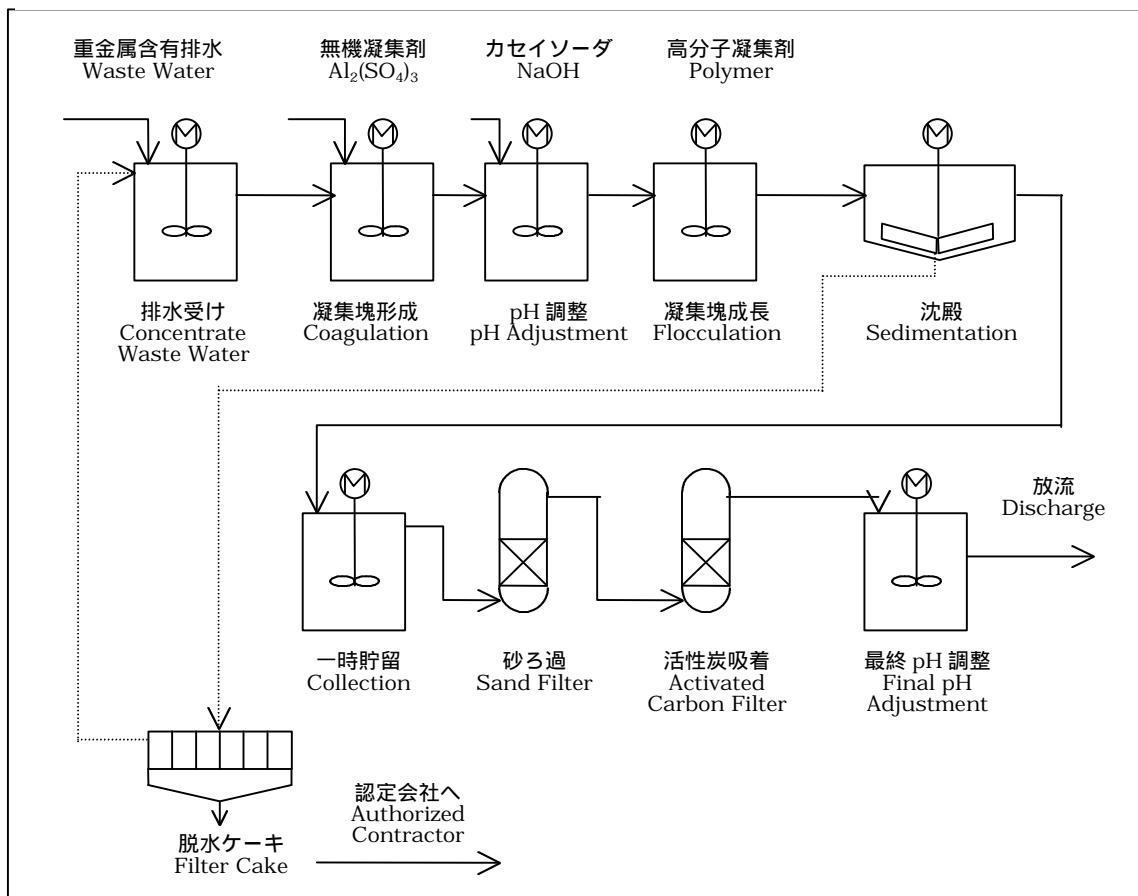 重金属含有排水
Waste Water
無機凝集剤
Al₂(SO₄)₃
カセイソーダ
NaOH
高分子凝集剤
Polymer
M
M
M
M
M
排水受け
Concentrate
Waste Water
凝集塊形成
Coagulation
pH 調整
pH Adjustment
凝集塊成長
Flocculation
沈殿
Sedimentation
M
M
放流
Discharge
一時貯留
Collection
砂ろ過
Sand Filter
活性炭吸着
Activated
Carbon Filter
最終 pH 調整
Final pH
Adjustment
認定会社へ
Authorized
Contractor
脱水ケーキ
Filter Cake